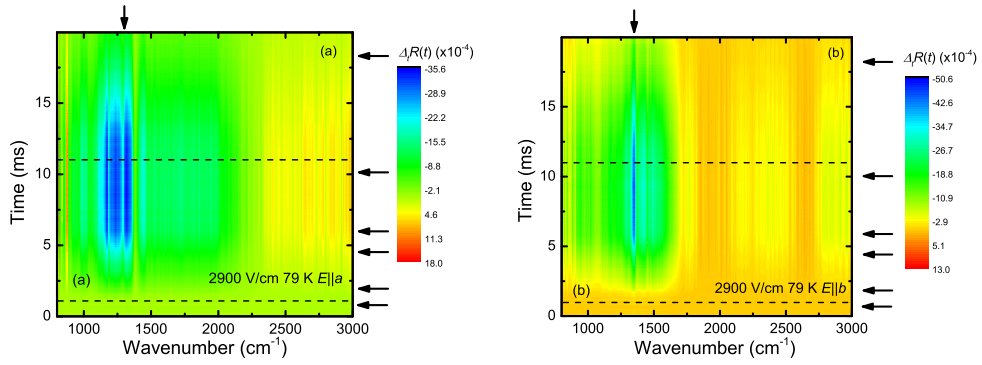 (a)
Δ_iR(t) (x10^-4)
-35.6
-28.9
-22.2
-15.5
-8.8
-2.1
4.6
11.3
18.0
15
10
5
0
Time (ms)
(a)
2900 V/cm 79 K E||a
1000 1500 2000 2500 3000
Wavenumber (cm^-1)
(b)
Δ_iR(t) (x10^-4)
-50.6
-42.6
-34.7
-26.7
-18.8
-10.9
-2.9
5.1
13.0
15
10
5
0
Time (ms)
(b)
2900 V/cm 79 K E||b
1000 1500 2000 2500 3000
Wavenumber (cm^-1)